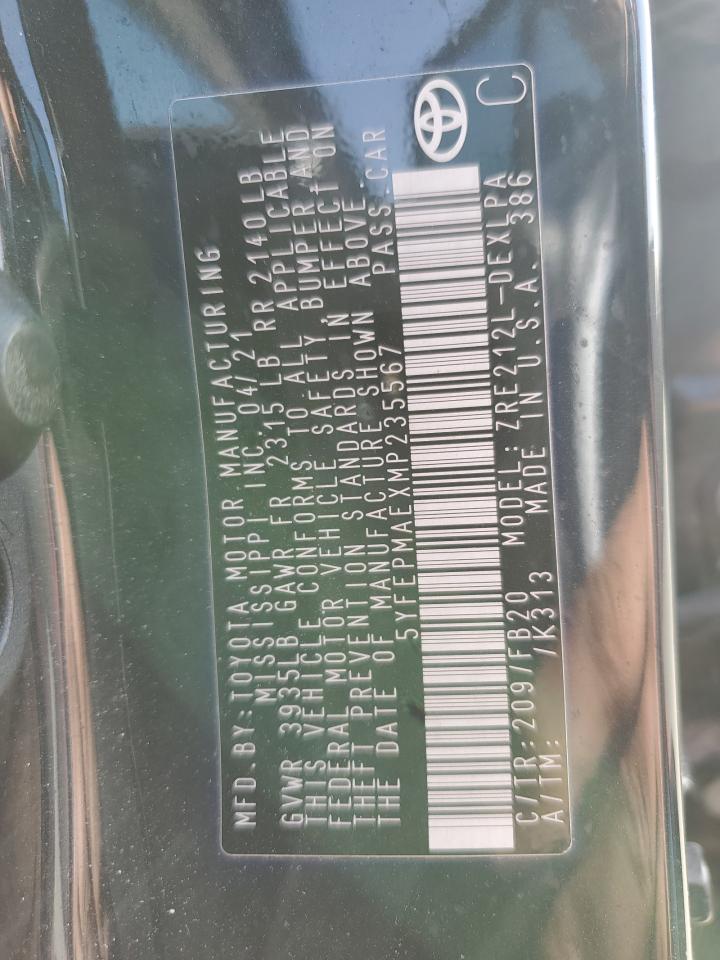 MFD.BY:TOYOTA MOTOR MANUFACTURING
MISSISSIPPI INC.04/21
GVWR 3935LB GAWR FR 2315 LB RR 2140LB
THIS VEHICLE CONFORMS TO ALL APPLICABLE
FEDERAL MOTOR VEHICLE SAFETY BUMPER,AND
THEFT PREVENTION STANDARDS IN EFFECT ON
THE DATE OF MANUFACTURE SHOWN ABOVE.
5YFEPMAEXMP235567 PASS.CAR
C/TR:209/FB20 MODEL:ZRE212L-DEXLPA
A/TM: /K313 MADE IN U.S.A. 386
C